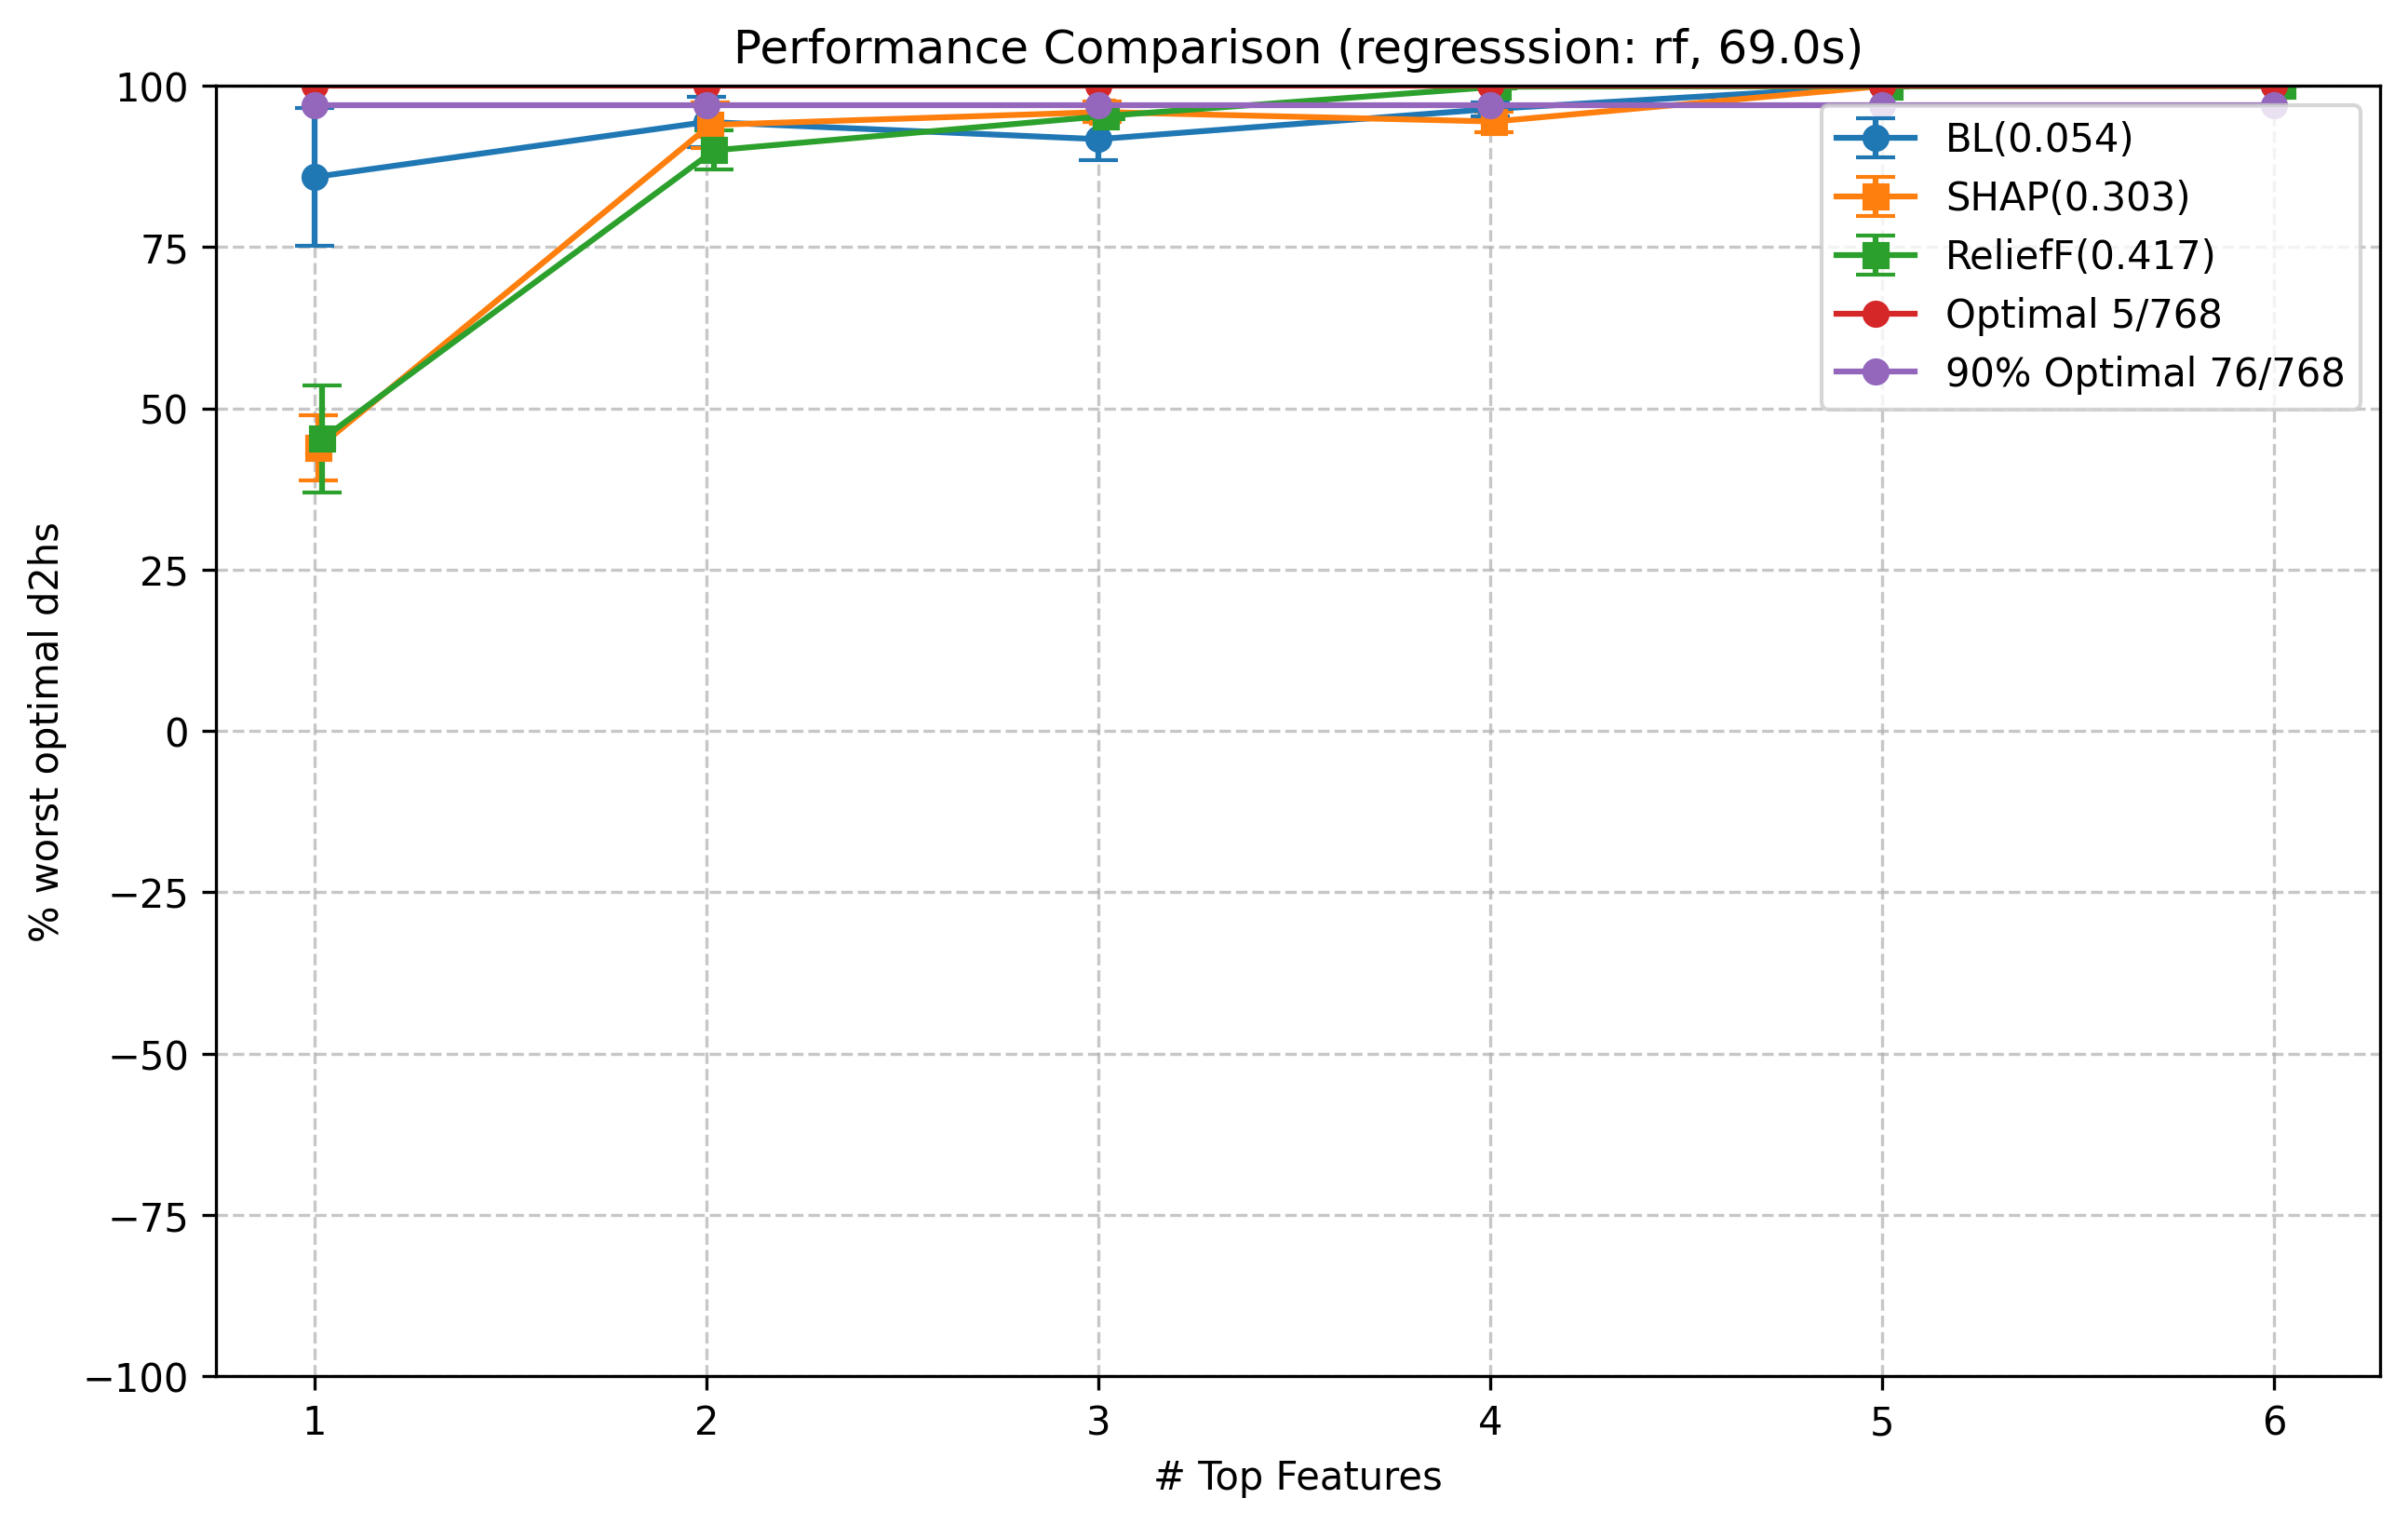 Performance Comparison (regresssion: rf, 69.0s)
100
75
50
25
0
−25
−50
−75
−100
% worst optimal d2hs
BL(0.054)
SHAP(0.303)
ReliefF(0.417)
Optimal 5/768
90% Optimal 76/768
1 2 3 4 5 6
# Top Features